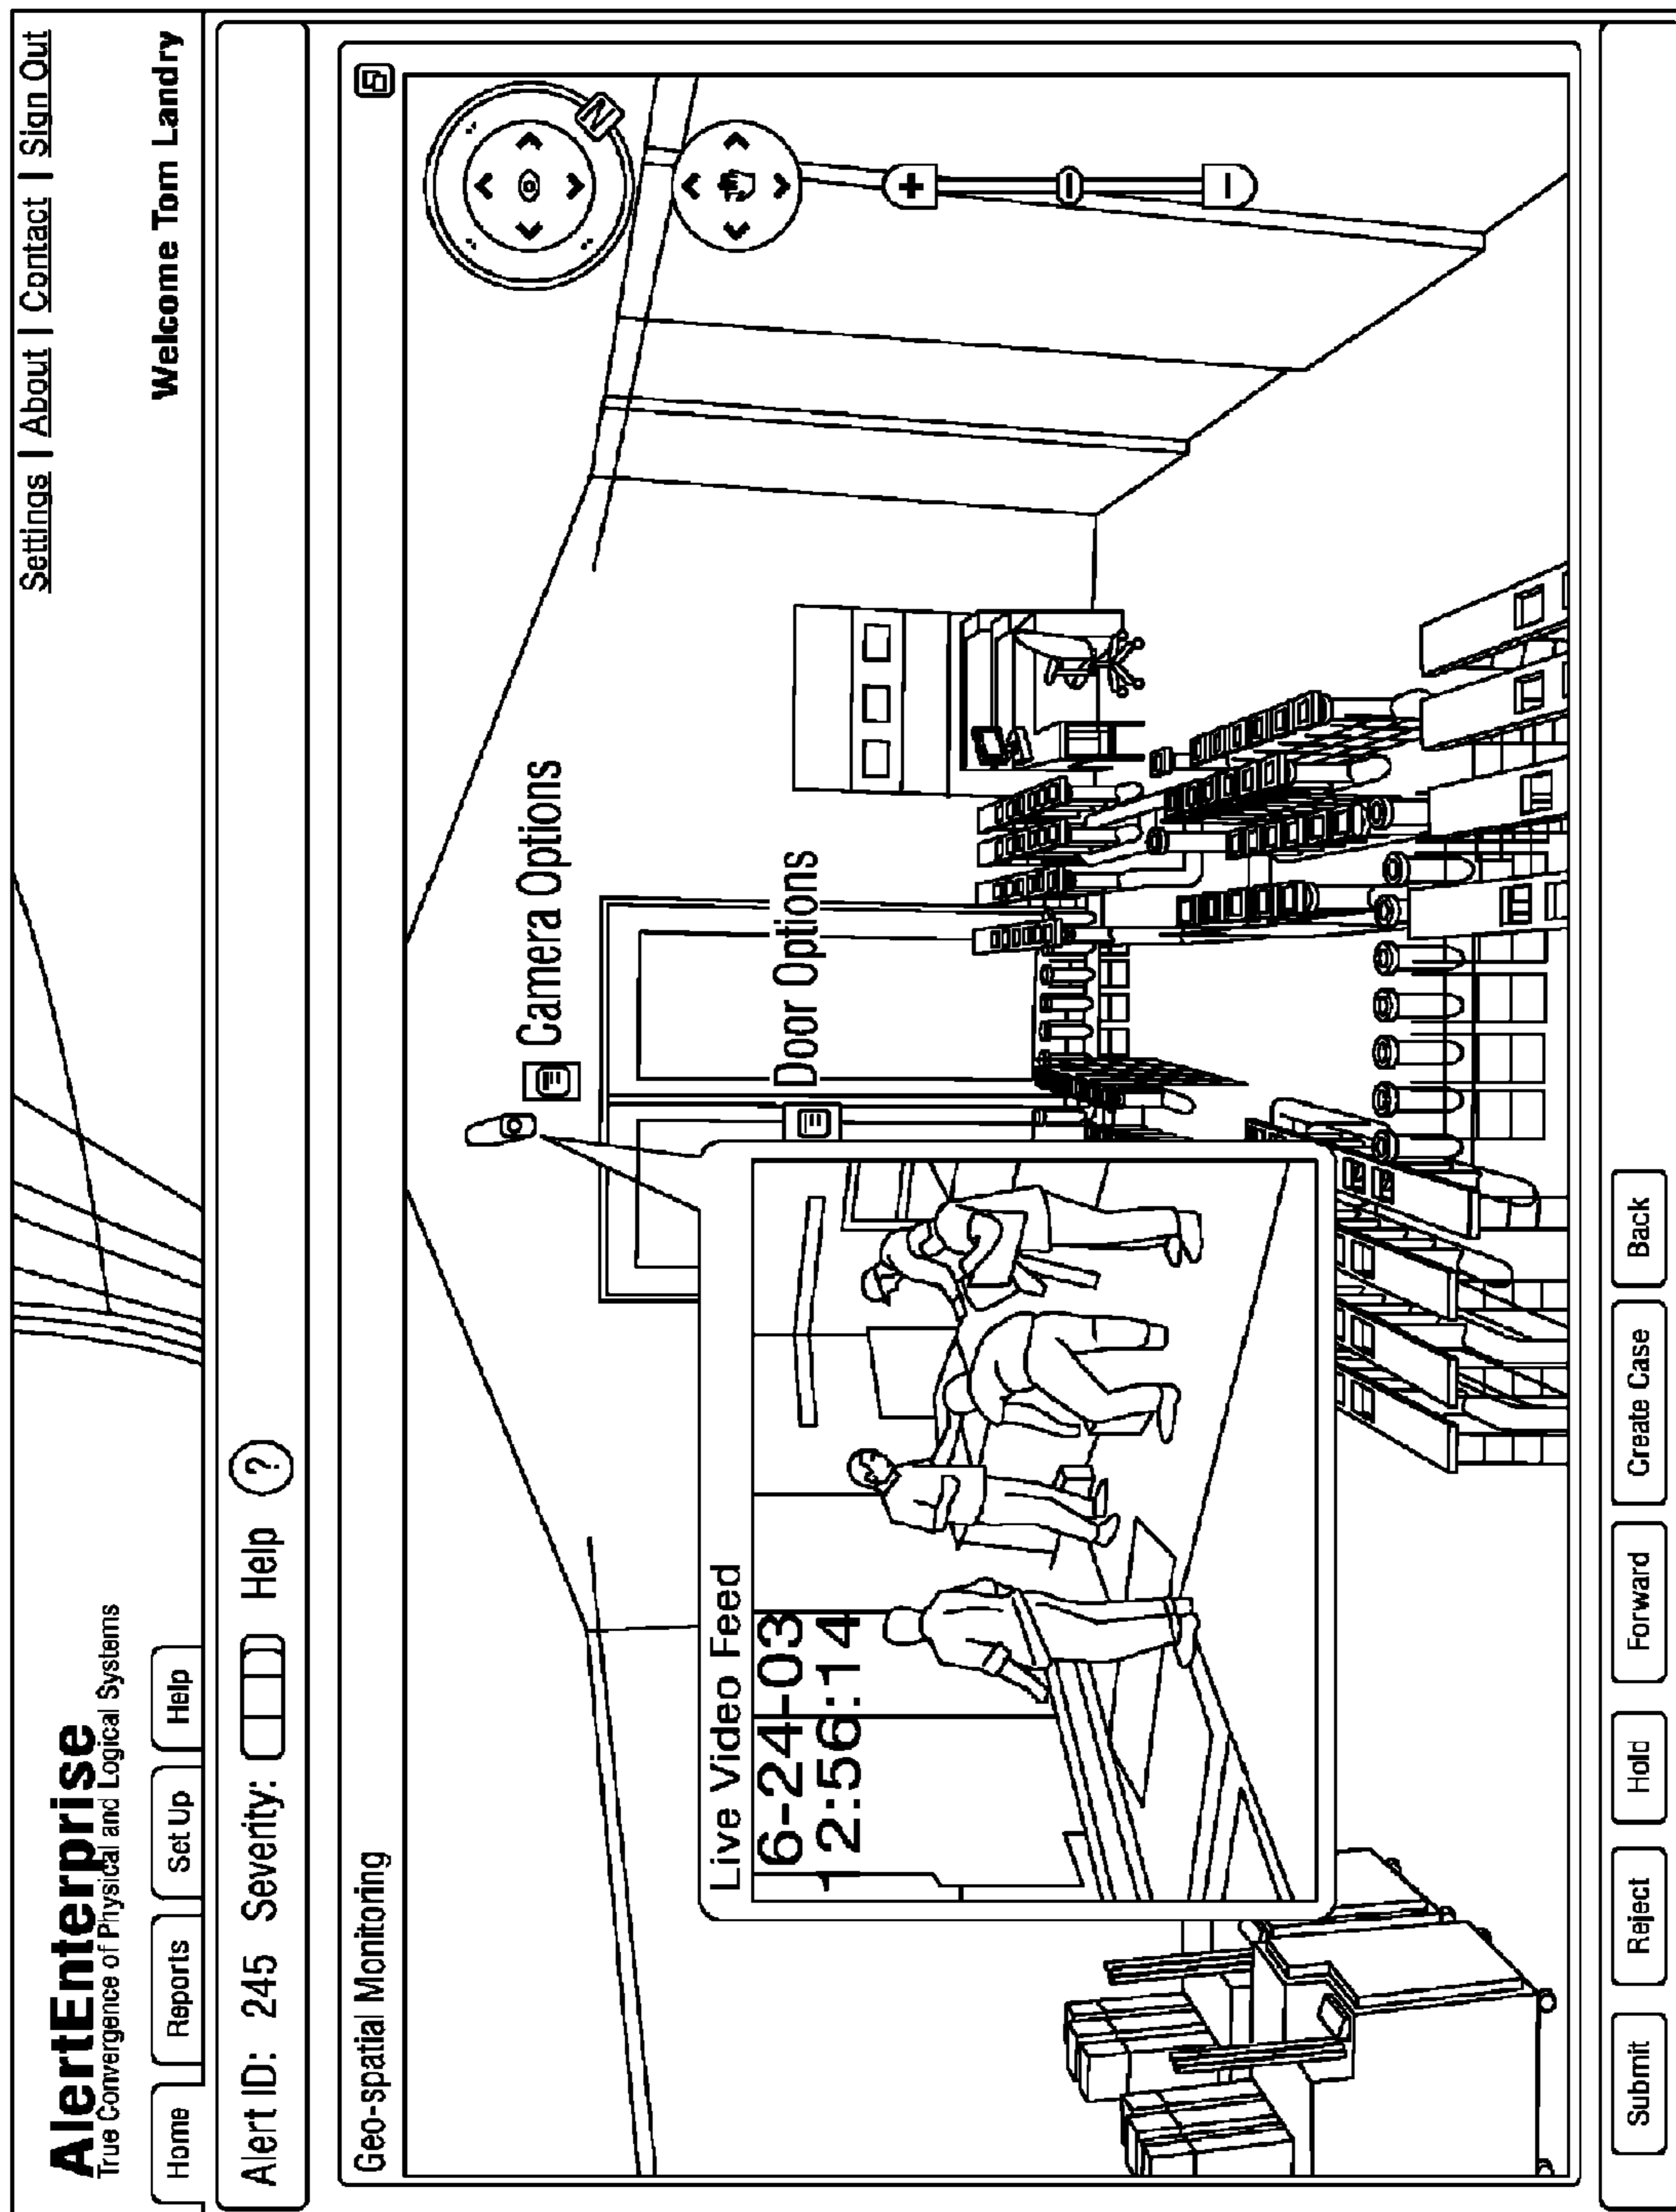 Settings | About | Contact | Sign Out
AlertEnterprise
True Convergence of Physical and Logical Systems
Welcome Tom Landry
Home Reports Set Up Help
Alert ID: 245 Severity: Help ?
Geo-spatial Monitoring
N
Camera Options
Live Video Feed
6-24-03
12:56:14
Door Options
Submit Reject Hold Forward Create Case Back